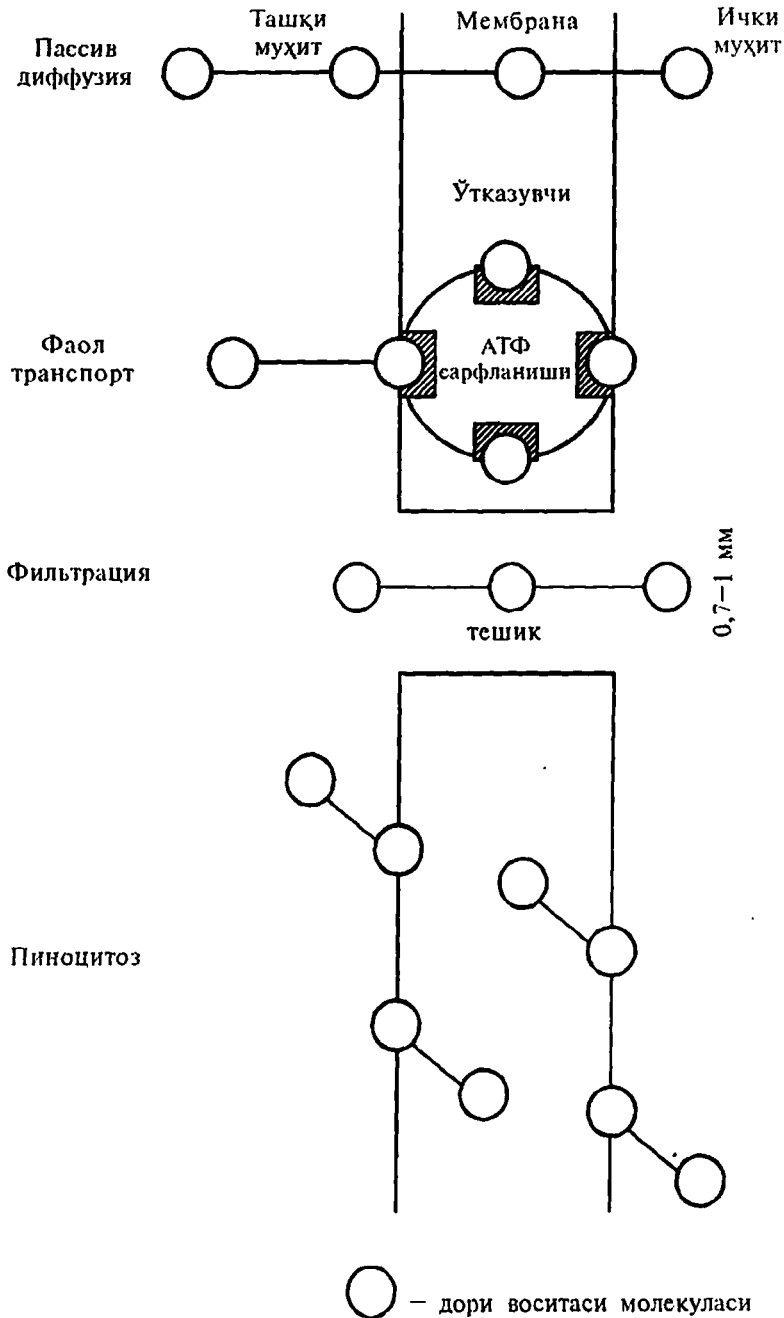 Ташқи муҳит
Мембрана
Ички муҳит
Пассив
диффузия
Ўтказувчи
Фаол
транспорт
АТФ
сарфланиши
Фильтрация
тешик
0,7–1 мм
Пиноцитоз
– дори воситаси молекуласи